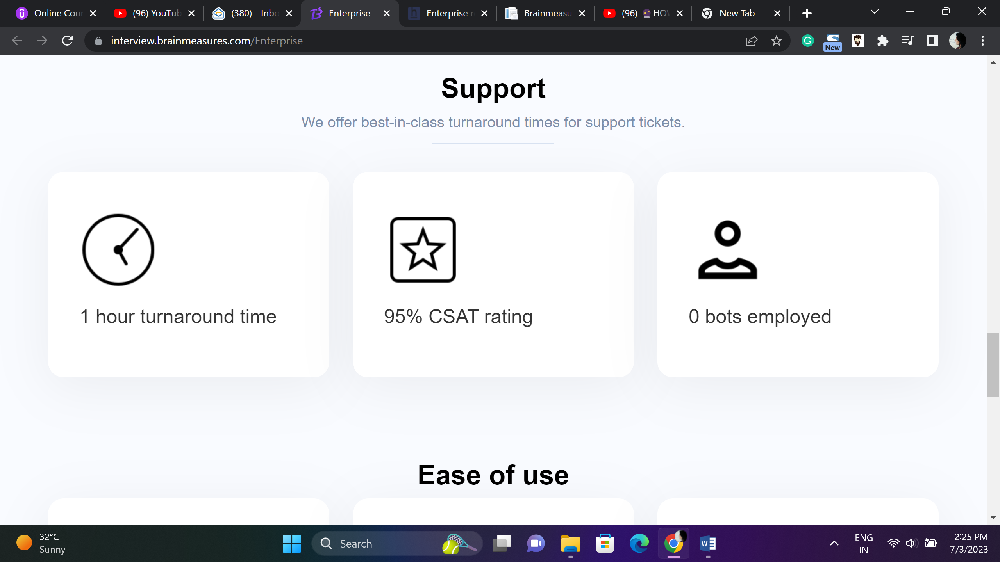 Online Cour
(96) YouTub
(380) - Inbo
Enterprise
Enterprise r
Brainmeasu
(96) 🔮 HOW
New Tab
interview.brainmeasures.com/Enterprise
New
Support
We offer best-in-class turnaround times for support tickets.
1 hour turnaround time
95% CSAT rating
0 bots employed
Ease of use
32°C
Sunny
Search
ENG
IN
2:25 PM
7/3/2023